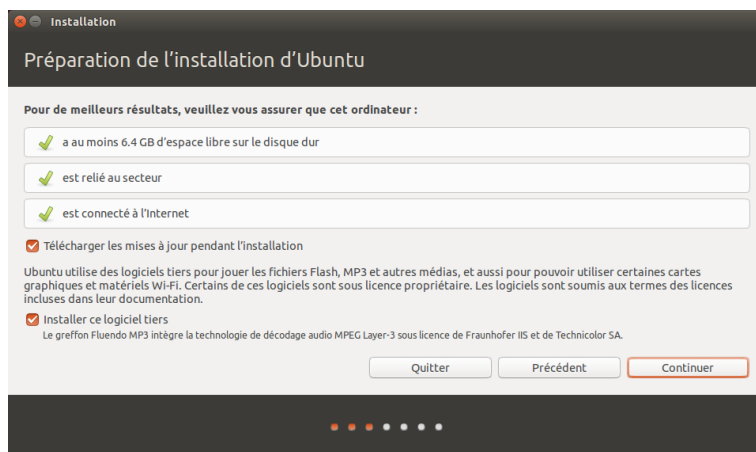 Installation
Préparation de l'installation d'Ubuntu
Pour de meilleurs résultats, veuillez vous assurer que cet ordinateur :
a au moins 6.4 GB d'espace libre sur le disque dur
est relié au secteur
est connecté à l'Internet
Télécharger les mises à jour pendant l'installation
Ubuntu utilise des logiciels tiers pour jouer les fichiers Flash, MP3 et autres médias, et aussi pour pouvoir utiliser certaines cartes
graphiques et matériels Wi-Fi. Certains de ces logiciels sont sous licence propriétaire. Les logiciels sont soumis aux termes des licences
incluses dans leur documentation.
Installer ce logiciel tiers
Le greffon Fluendo MP3 intègre la technologie de décodage audio MPEG Layer-3 sous licence de Fraunhofer IIS et de Technicolor SA.
Quitter
Précédent
Continuer